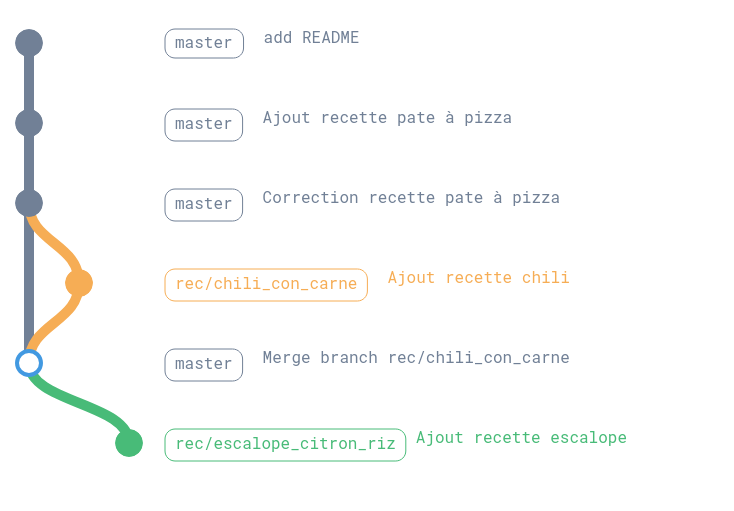 master add README
master Ajout recette pate à pizza
master Correction recette pate à pizza
rec/chili_con_carne Ajout recette chili
master Merge branch rec/chili_con_carne
rec/escalope_citron_riz Ajout recette escalope